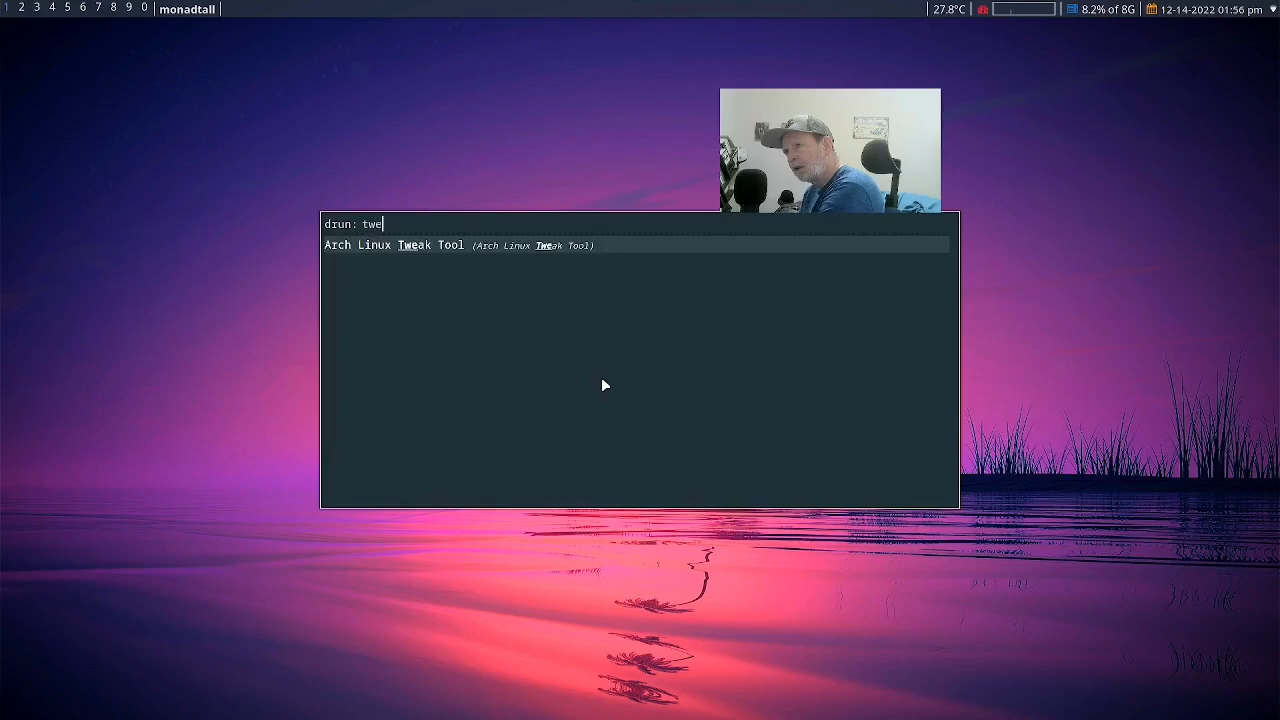 1 2 3 4 5 6 7 8 9 0 monadtall 27.8°C 8.2% of 8G 12-14-2022 01:56 pm
drun: twe
Arch Linux Tweak Tool (Arch Linux Tweak Tool)